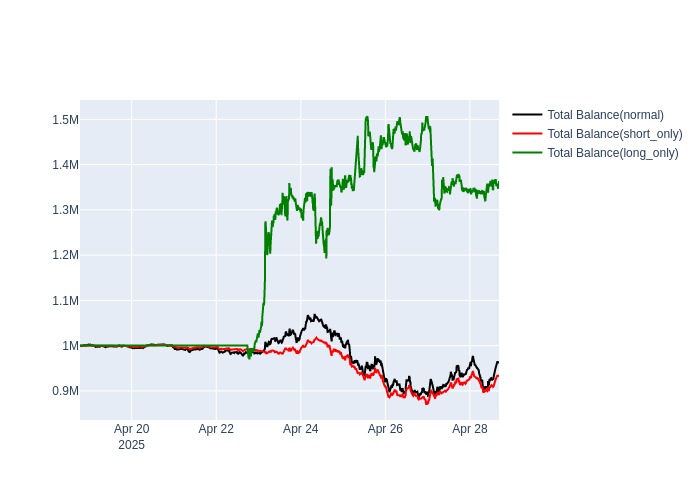 1.5M
1.4M
1.3M
1.2M
1.1M
1M
0.9M
Apr 20
2025
Apr 22
Apr 24
Apr 26
Apr 28
Total Balance(normal)
Total Balance(short_only)
Total Balance(long_only)